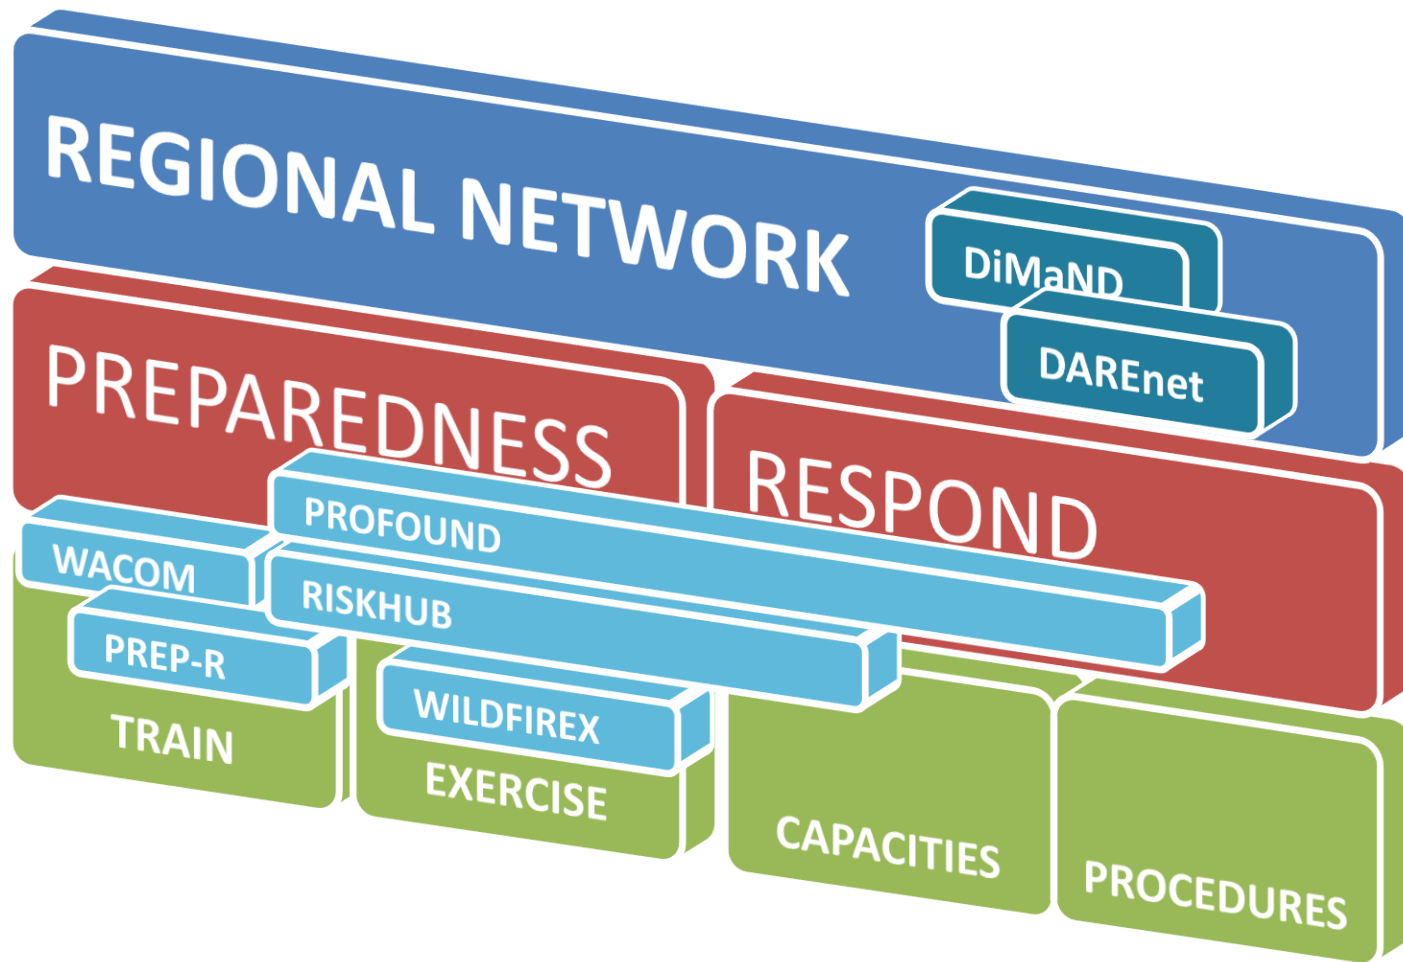 REGIONAL NETWORK
DiMaND
DAREnet
PREPAREDNESS
RESPOND
PROFOUND
WACOM
RISKHUB
PREP-R
WILDFIREX
TRAIN
EXERCISE
CAPACITIES
PROCEDURES